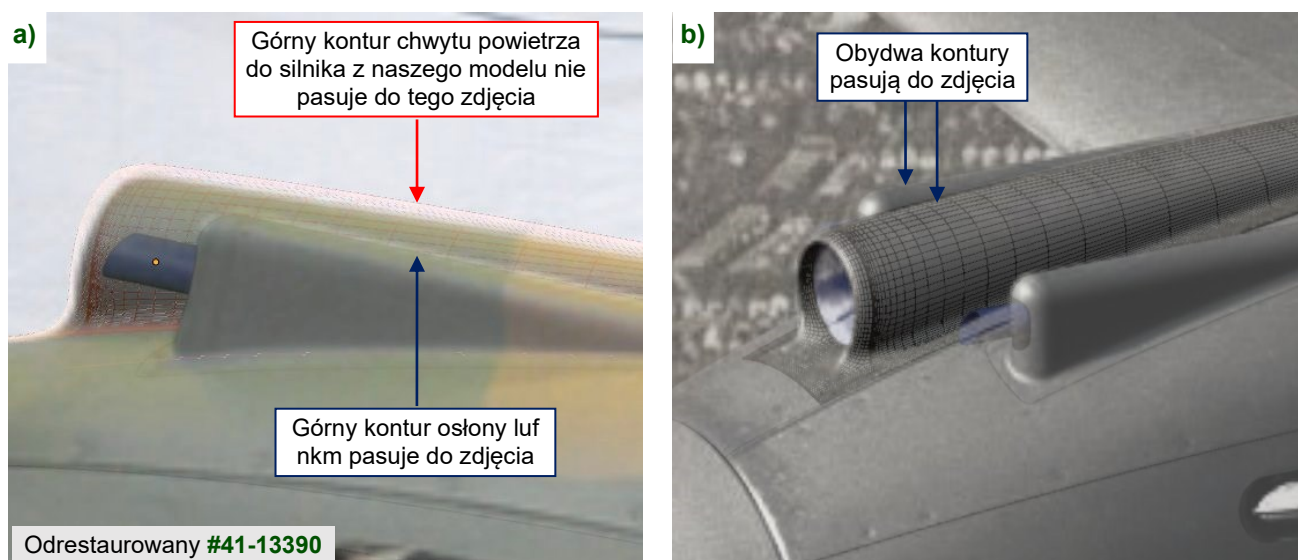 a)
Górny kontur chwytu powietrza
do silnika z naszego modelu nie
pasuje do tego zdjęcia
Górny kontur osłony luf
nkm pasuje do zdjęcia
Odrestaurowany #41-13390
b)
Obydwa kontury
pasują do zdjęcia